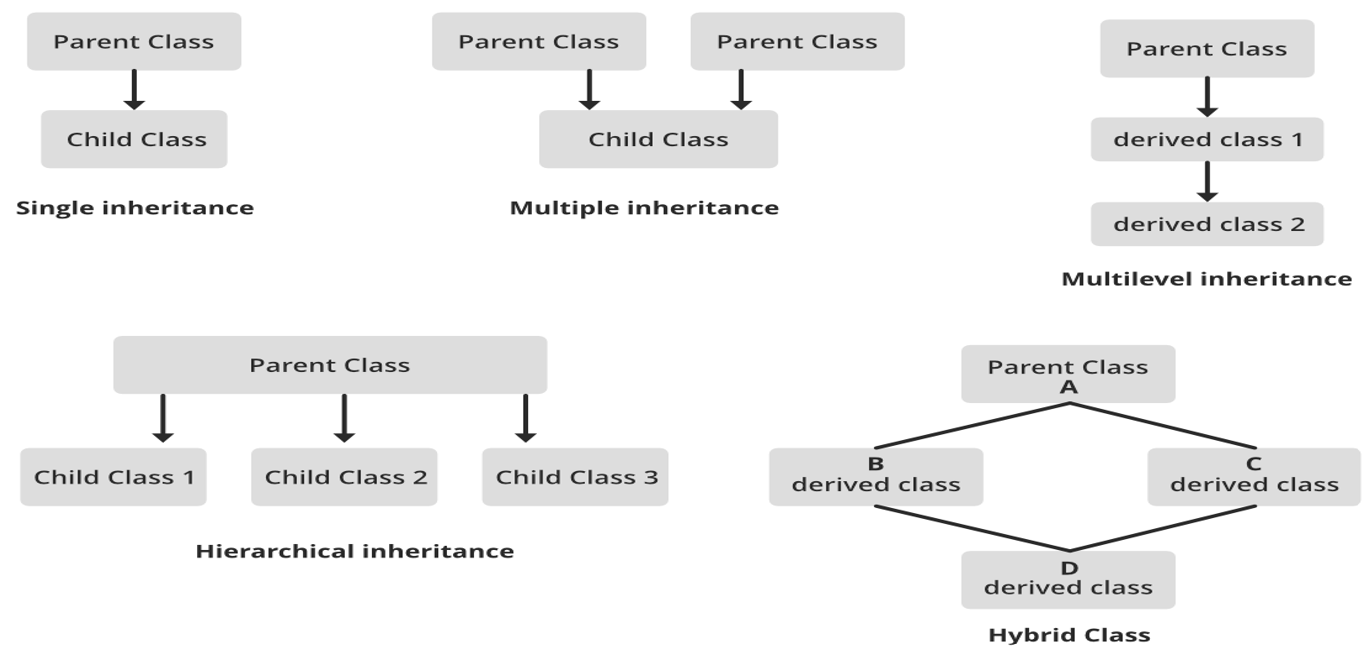 Parent Class
Child Class
Single inheritance
Parent Class
Parent Class
Child Class
Multiple inheritance
Parent Class
derived class 1
derived class 2
Multilevel inheritance
Parent Class
Child Class 1
Child Class 2
Child Class 3
Hierarchical inheritance
Parent Class
A
B
derived class
C
derived class
D
derived class
Hybrid Class